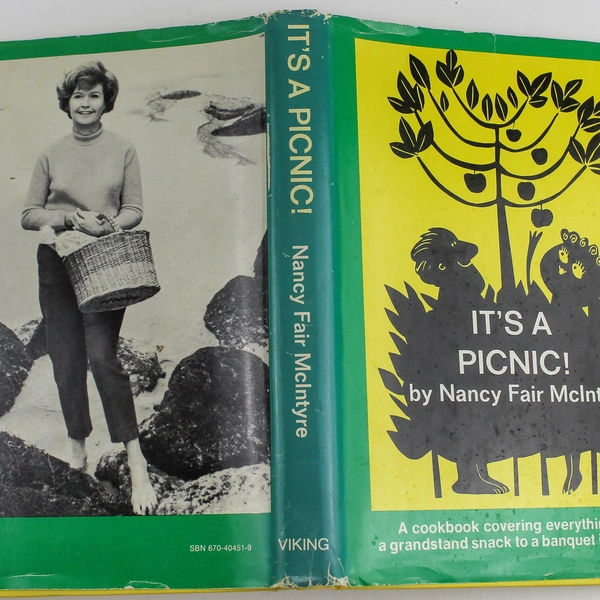 SBN 670-40451-9
IT'S A PICNIC! Nancy Fair McIntyre
VIKING
IT'S A
PICNIC!
by Nancy Fair McInt
A cookbook covering everythin
a grandstand snack to a banquet